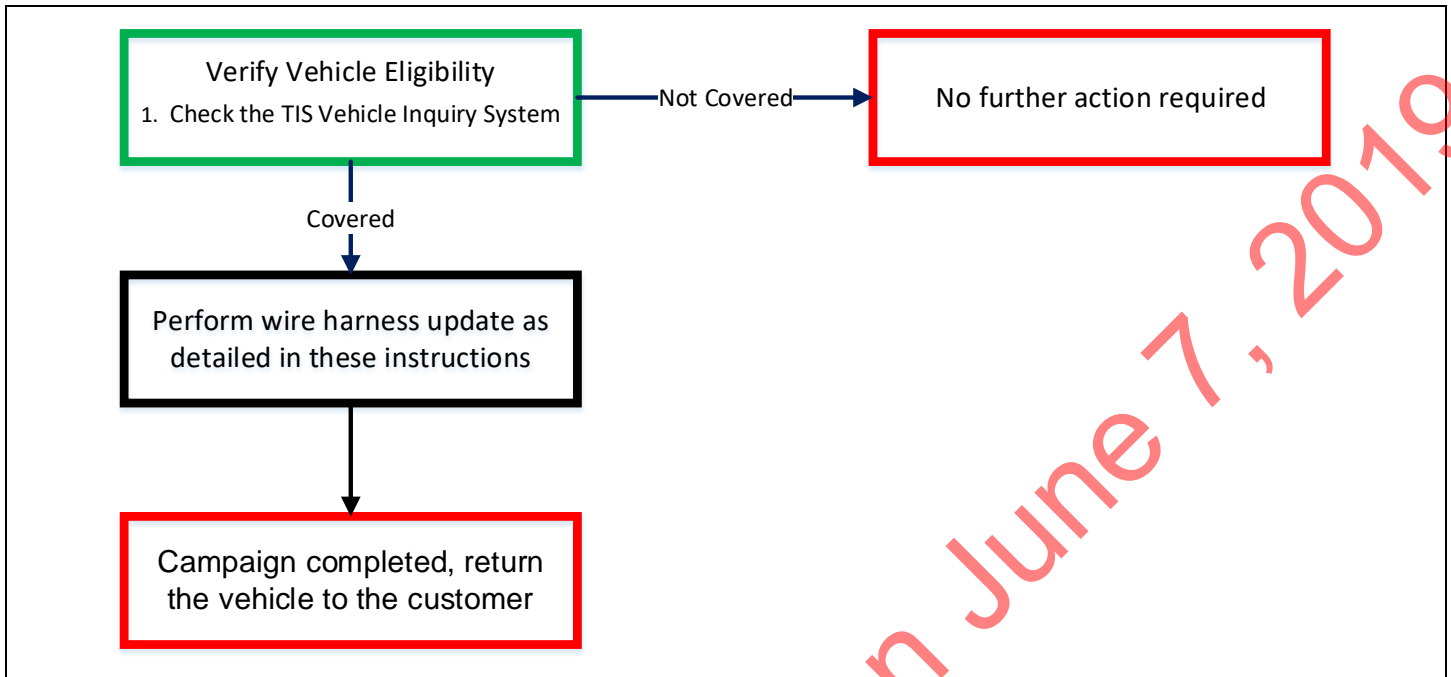 Verify Vehicle Eligibility
1. Check the TIS Vehicle Inquiry System
Not Covered
No further action required
Covered
Perform wire harness update as
detailed in these instructions
Campaign completed, return
the vehicle to the customer
n June 7, 2019